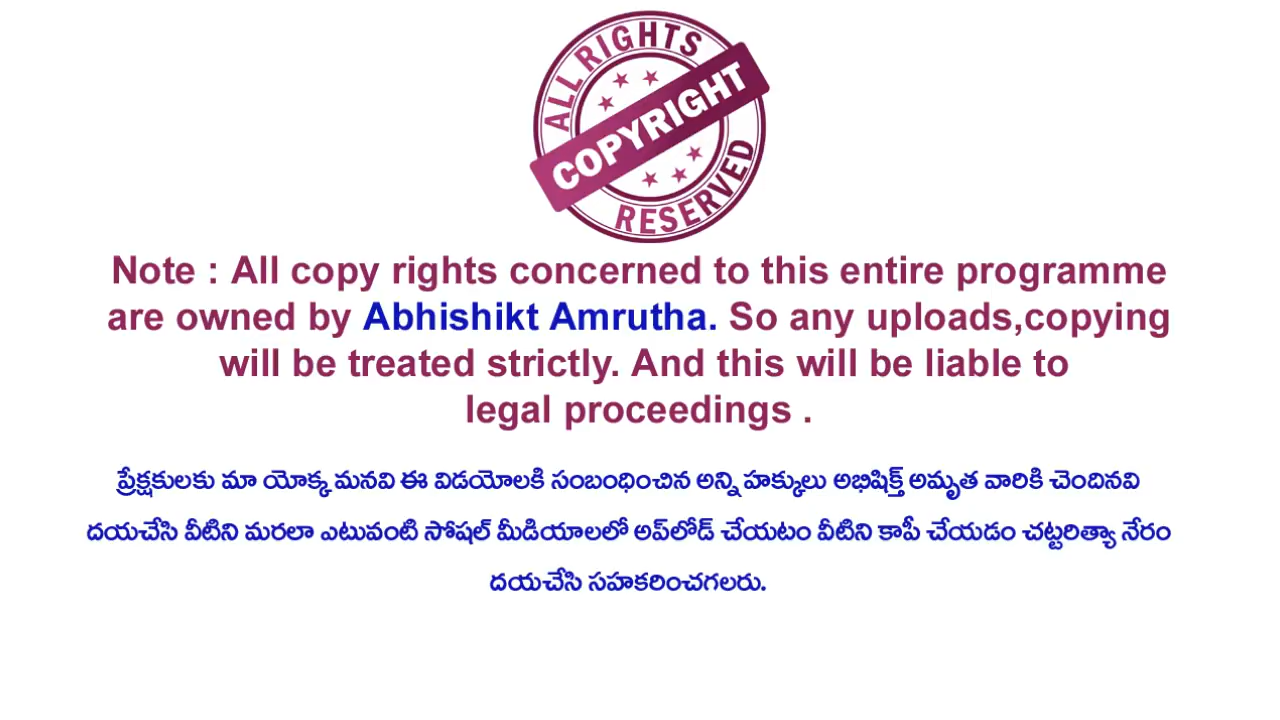 ALL RIGHTS
COPYRIGHT
RESERVED
Note : All copy rights concerned to this entire programme
are owned by Abhishikt Amrutha. So any uploads,copying
will be treated strictly. And this will be liable to
legal proceedings .
ప్రేక్షకులకు మా యొక్క మనవి ఈ విడయోలకి సంబంధించిన అన్ని హక్కులు అభిషిక్త్ అమృత వారికి చెందినవి
దయచేసి వీటిని మరలా ఎటువంటి సోషల్ మీడియాలలో అప్‌లోడ్ చేయటం వీటిని కాపీ చేయడం చట్టరిత్యా నేరం
దయచేసి సహకరించగలరు.